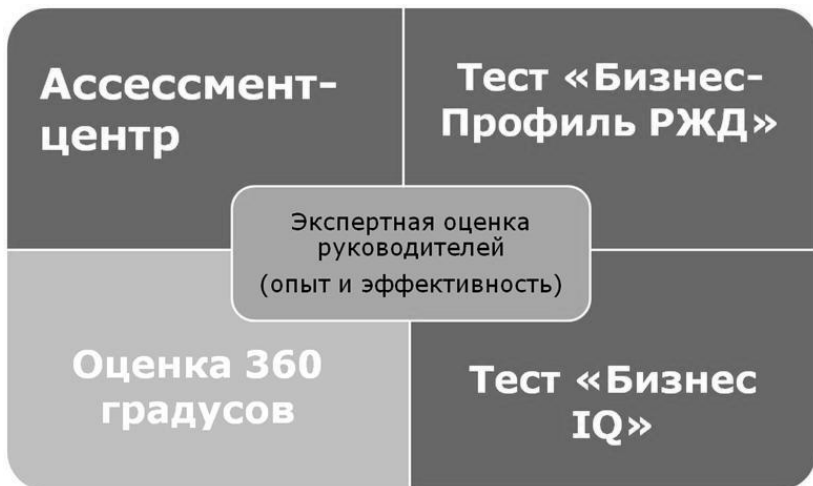 Ассессмент-
центр
Тест «Бизнес-
Профиль РЖД»
Экспертная оценка
руководителей
(опыт и эффективность)
Оценка 360
градусов
Тест «Бизнес
IQ»